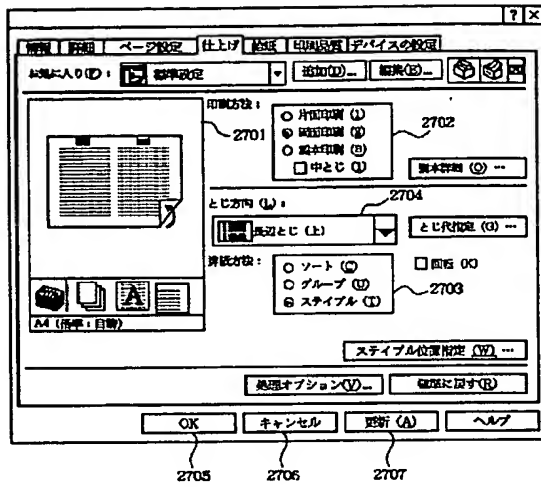 ? ×
情報 詳細 ページ設定 仕上げ 給紙 印刷品質 デバイスの設定
お気に入り(F)： 標準設定 追加(D)... 編集(E)...
印刷方法：
2701
片面印刷 (1)
両面印刷 (2)
製本印刷 (B)
中とじ
2702
製本詳細 (O) ...
とじ方向 (L)：
2704
長辺とじ (上)
とじ代指定 (G) ...
排紙方法：
ソート (C)
グループ (U)
ステイプル (T)
回転 (K)
2703
A
A4 (倍率：自動)
ステイプル位置指定 (W) ...
処理オプション(V)... 標準に戻す(R)
OK キャンセル 更新 (A) ヘルプ
2705 2706 2707